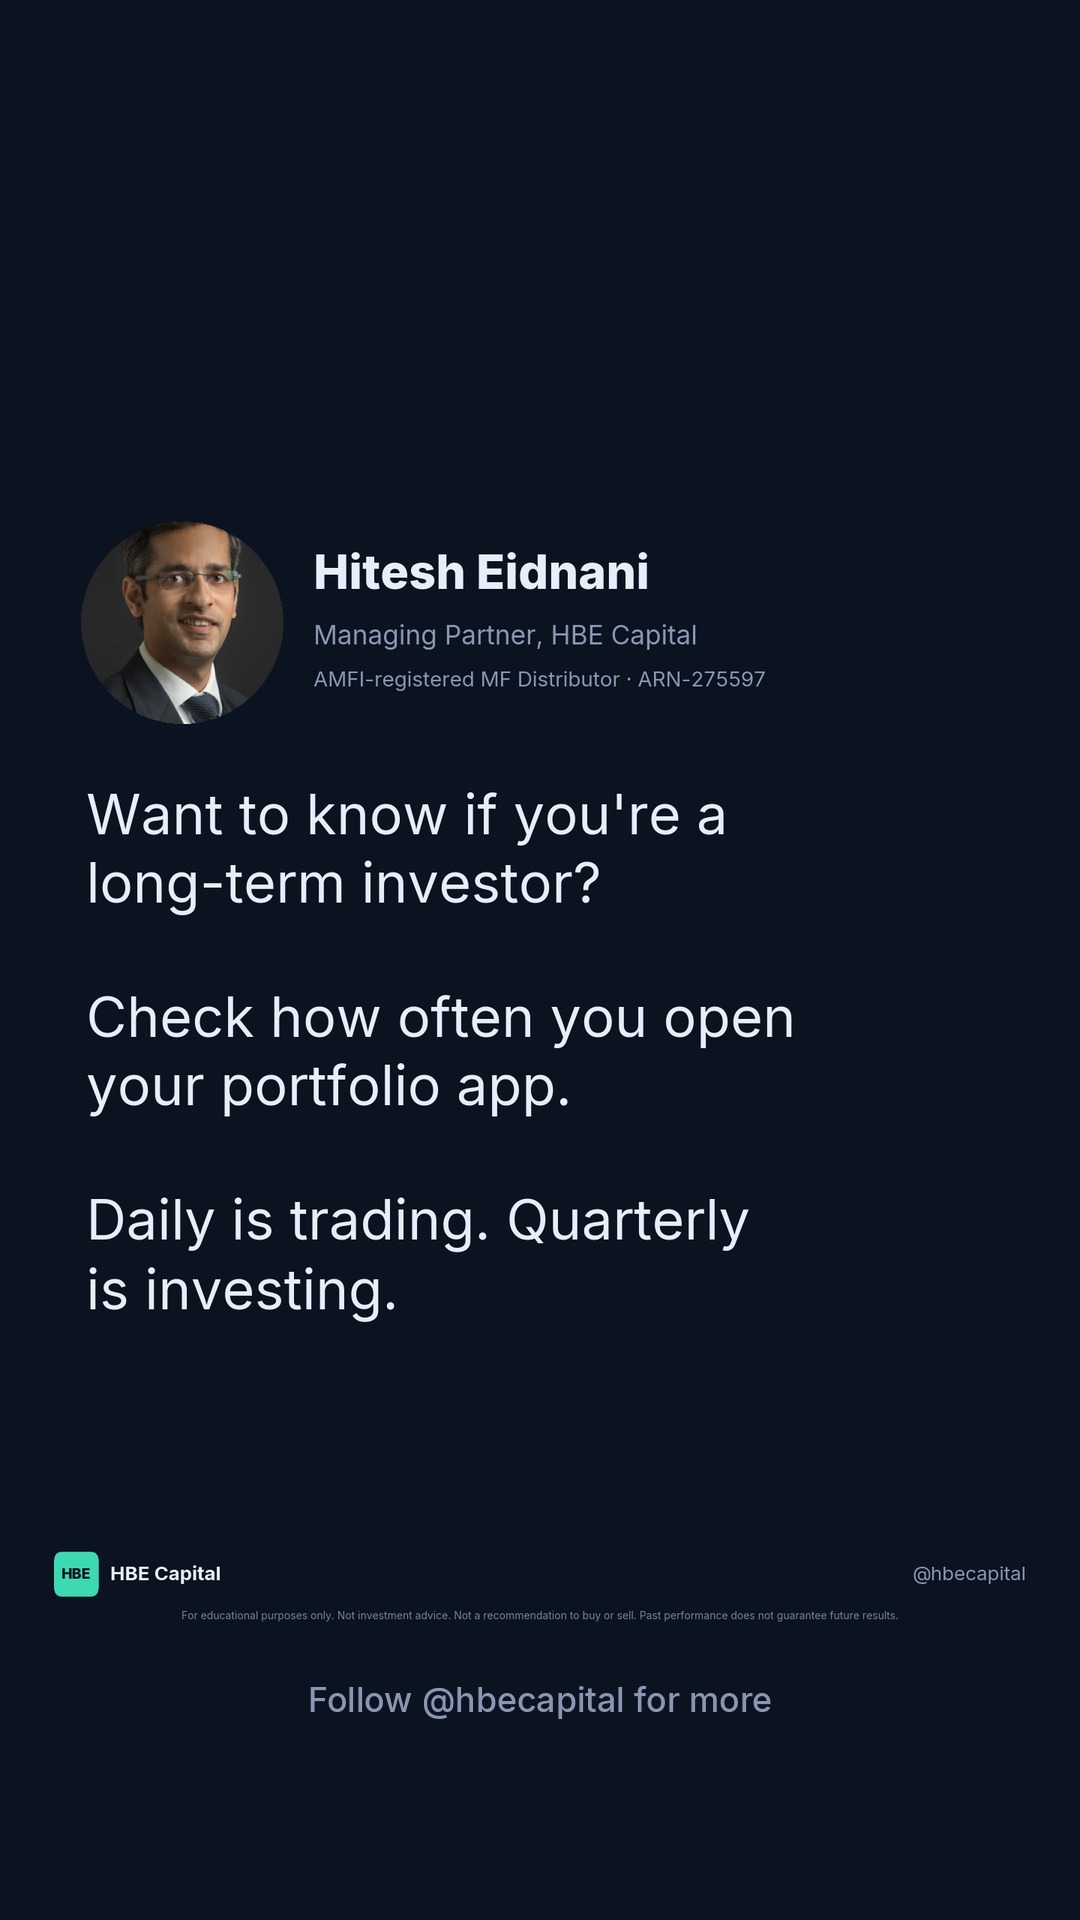 Hitesh Eidnani
Managing Partner, HBE Capital
AMFI-registered MF Distributor · ARN-275597
Want to know if you're a
long-term investor?
Check how often you open
your portfolio app.
Daily is trading. Quarterly
is investing.
HBE HBE Capital @hbecapital
For educational purposes only. Not investment advice. Not a recommendation to buy or sell. Past performance does not guarantee future results.
Follow @hbecapital for more